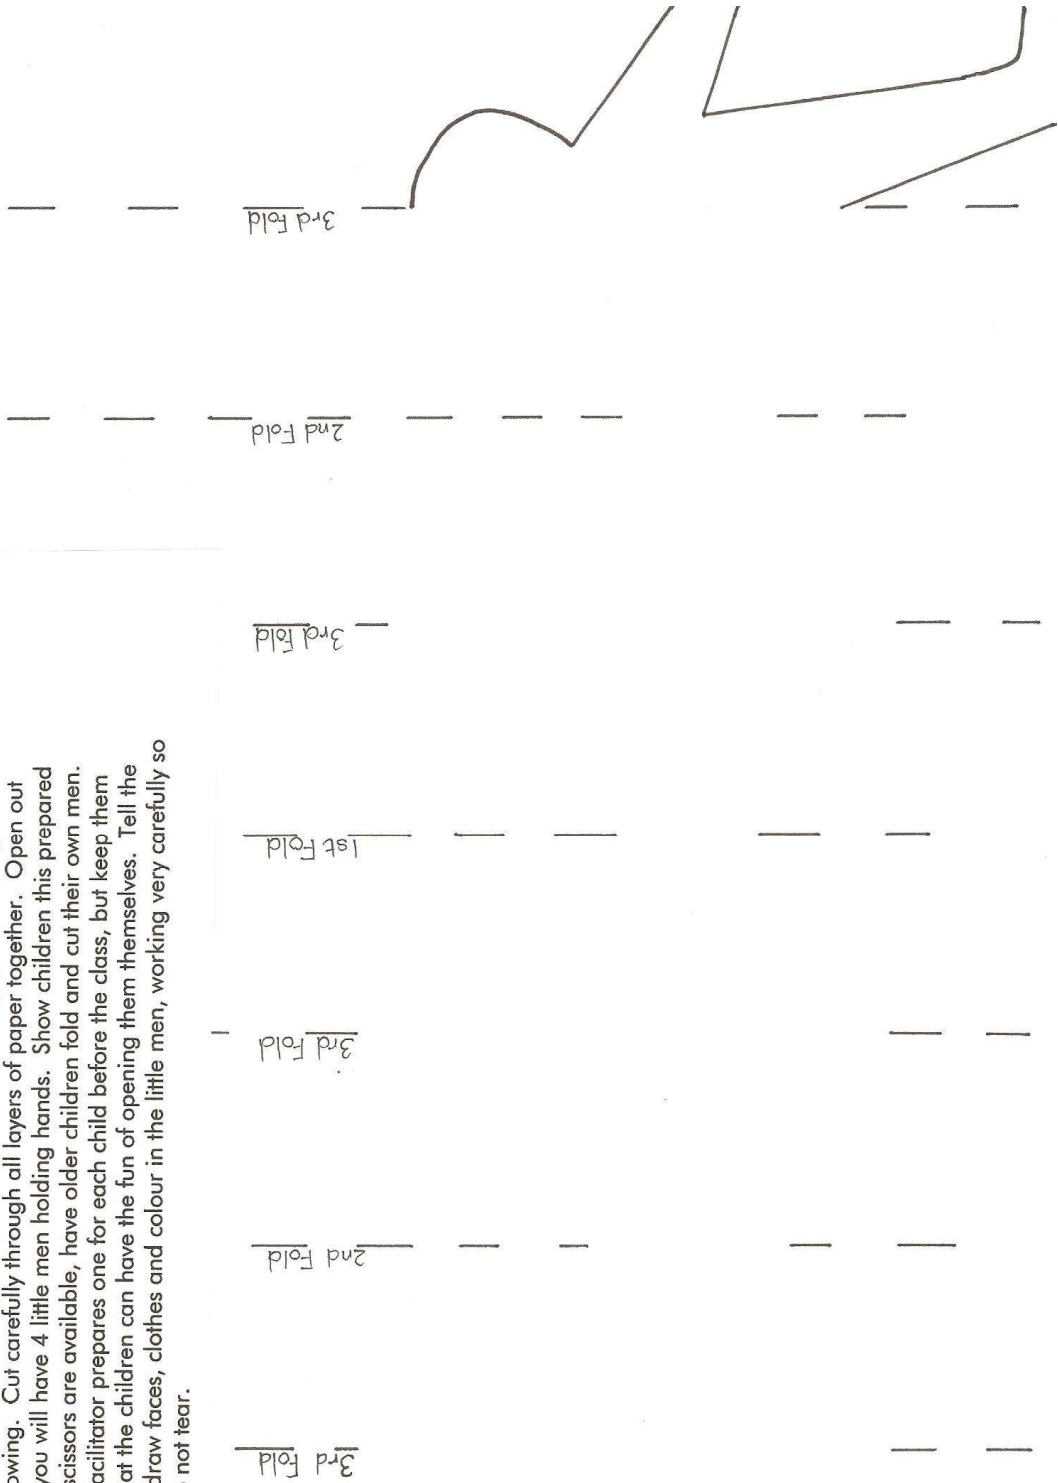 owing. Cut carefully through all layers of paper together. Open out
you will have 4 little men holding hands. Show children this prepared
scissors are available, have older children fold and cut their own men.
acilitator prepares one for each child before the class, but keep them
at the children can have the fun of opening them themselves. Tell the
draw faces, clothes and colour in the little men, working very carefully so
not tear.
3rd Fold
2nd Fold
3rd Fold
1st Fold
3rd Fold
2nd Fold
3rd Fold